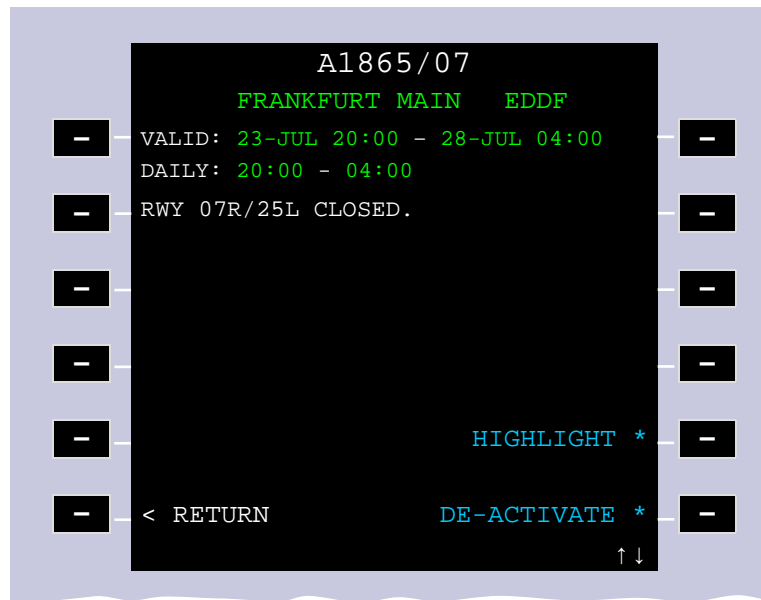 A1865/07
FRANKFURT MAIN EDDF
VALID: 23-JUL 20:00 – 28-JUL 04:00
DAILY: 20:00 - 04:00
RWY 07R/25L CLOSED.
HIGHLIGHT *
< RETURN DE-ACTIVATE *
↑↓